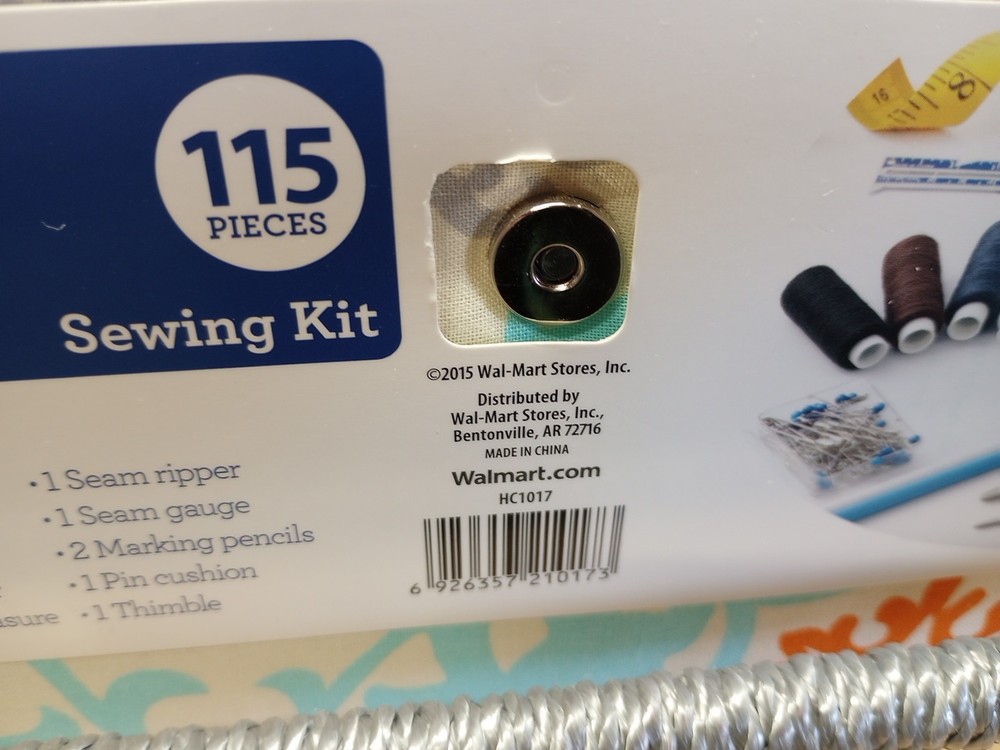 115
PIECES
Sewing Kit
• 1 Seam ripper
• 1 Seam gauge
• 2 Marking pencils
• 1 Pin cushion
• 1 Thimble
©2015 Wal-Mart Stores, Inc.
Distributed by
Wal-Mart Stores, Inc.,
Bentonville, AR 72716
MADE IN CHINA
Walmart.com
HC1017
6 926357 210173
16
8